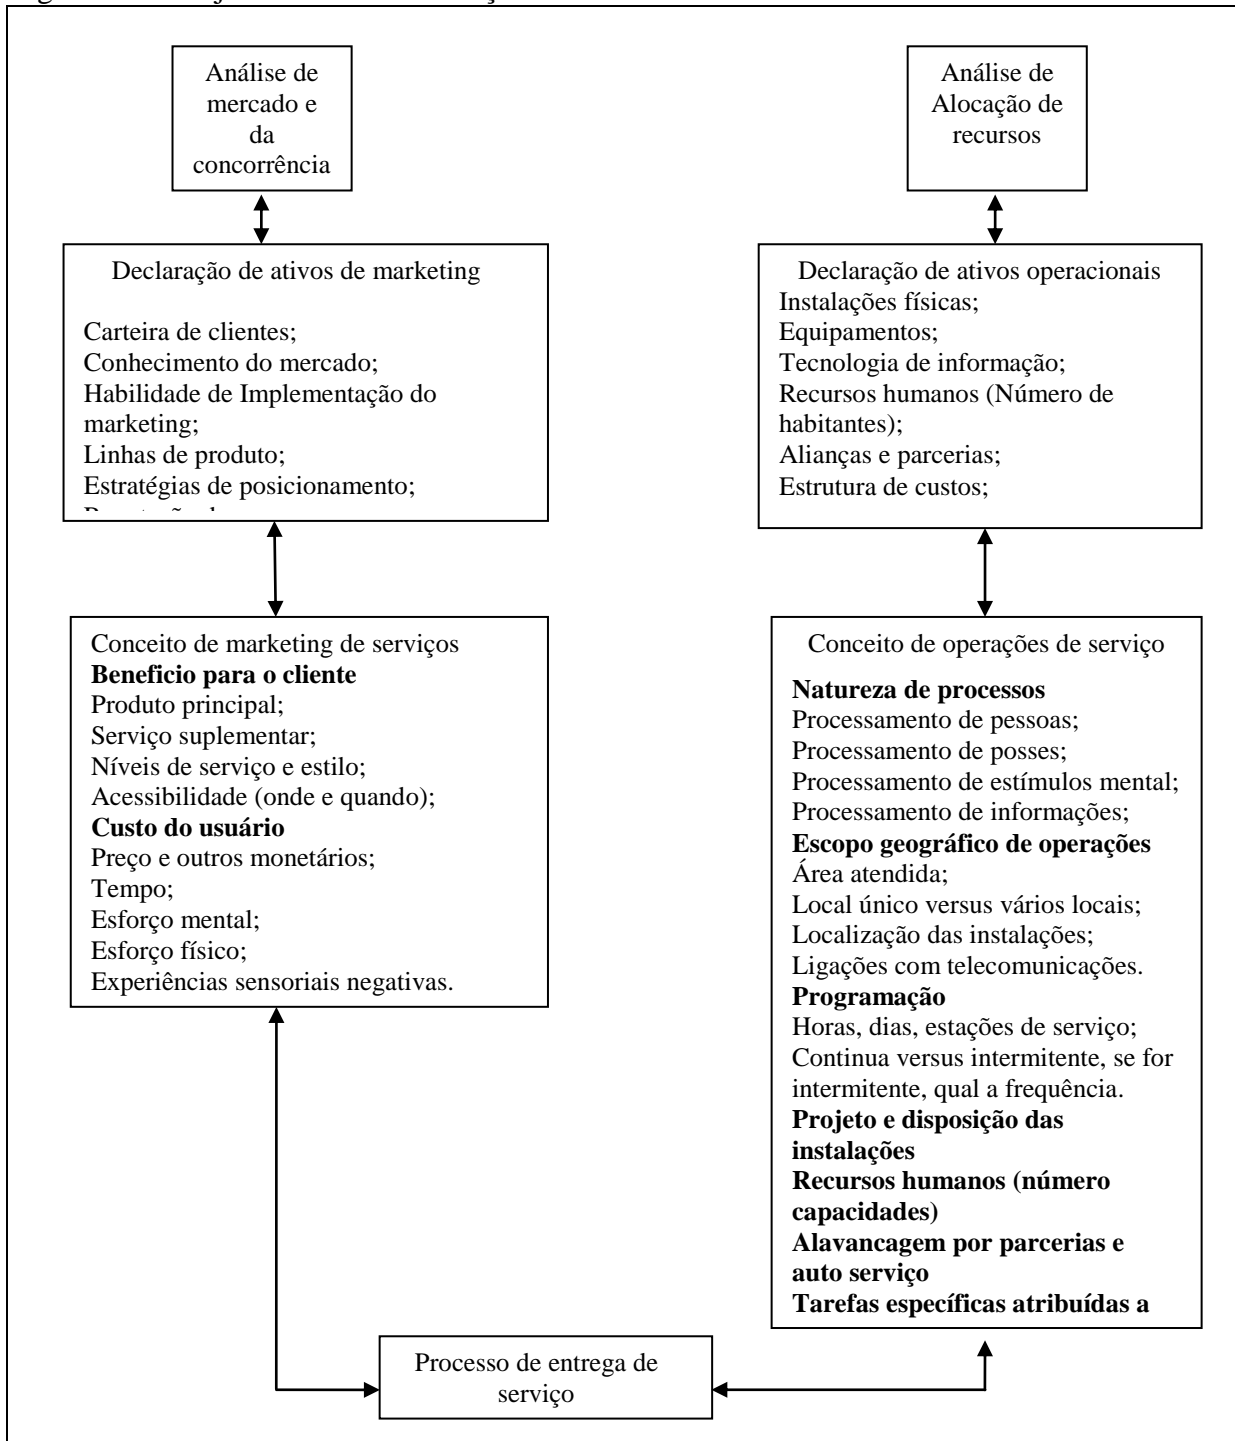 Análise de
mercado e
da
concorrência
Declaração de ativos de marketing
Carteira de clientes;
Conhecimento do mercado;
Habilidade de Implementação do
marketing;
Linhas de produto;
Estratégias de posicionamento;
Conceito de marketing de serviços
Beneficio para o cliente
Produto principal;
Serviço suplementar;
Níveis de serviço e estilo;
Acessibilidade (onde e quando);
Custo do usuário
Preço e outros monetários;
Tempo;
Esforço mental;
Esforço físico;
Experiências sensoriais negativas.
Análise de
Alocação de
recursos
Declaração de ativos operacionais
Instalações físicas;
Equipamentos;
Tecnologia de informação;
Recursos humanos (Número de
habitantes);
Alianças e parcerias;
Estrutura de custos;
Conceito de operações de serviço
Natureza de processos
Processamento de pessoas;
Processamento de posses;
Processamento de estímulos mental;
Processamento de informações;
Escopo geográfico de operações
Área atendida;
Local único versus vários locais;
Localização das instalações;
Ligações com telecomunicações.
Programação
Horas, dias, estações de serviço;
Continua versus intermitente, se for
intermitente, qual a frequência.
Projeto e disposição das
instalações
Recursos humanos (número
capacidades)
Alavancagem por parcerias e
auto serviço
Tarefas específicas atribuídas a
Processo de entrega de
serviço